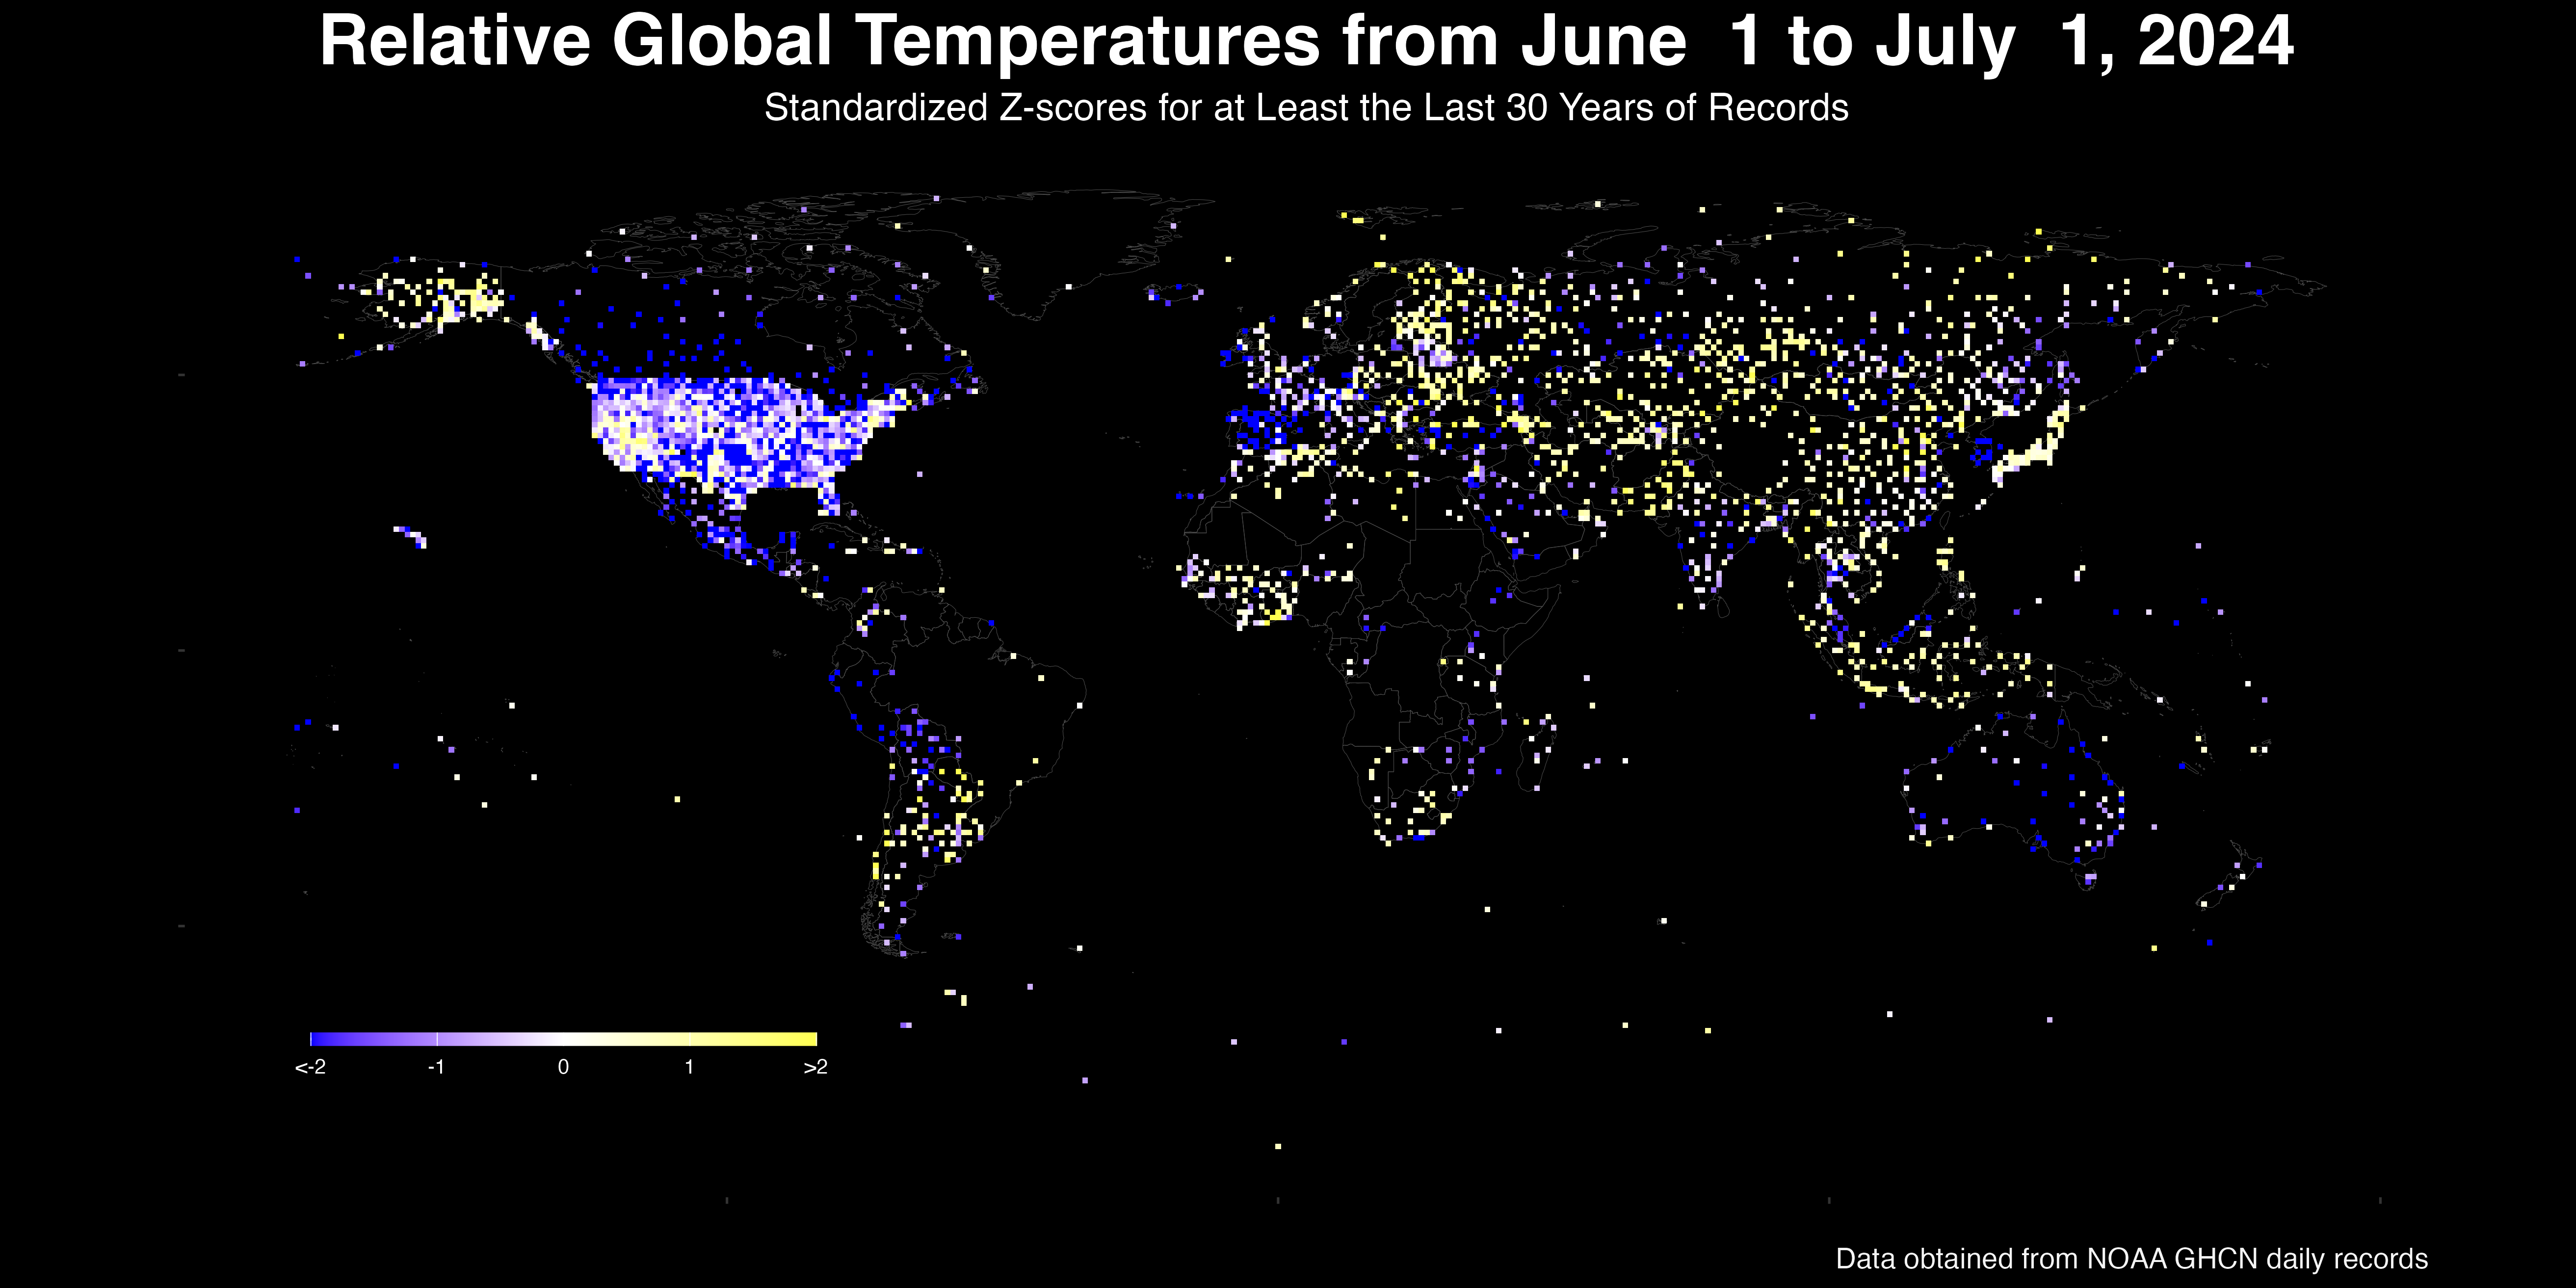 Relative Global Temperatures from June  1 to July  1, 2024
Standardized Z-scores for at Least the Last 30 Years of Records
<-2 -1 0 1 >2
Data obtained from NOAA GHCN daily records